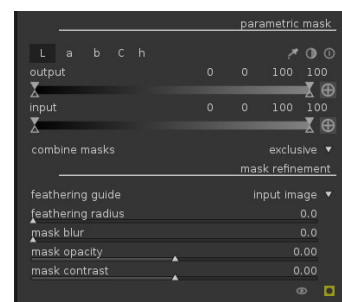 parametric mask
L a b C h
output 0 0 100 100
input 0 0 100 100
combine masks exclusive
mask refinement
feathering guide input image
feathering radius 0.0
mask blur 0.0
mask opacity 0.00
mask contrast 0.00